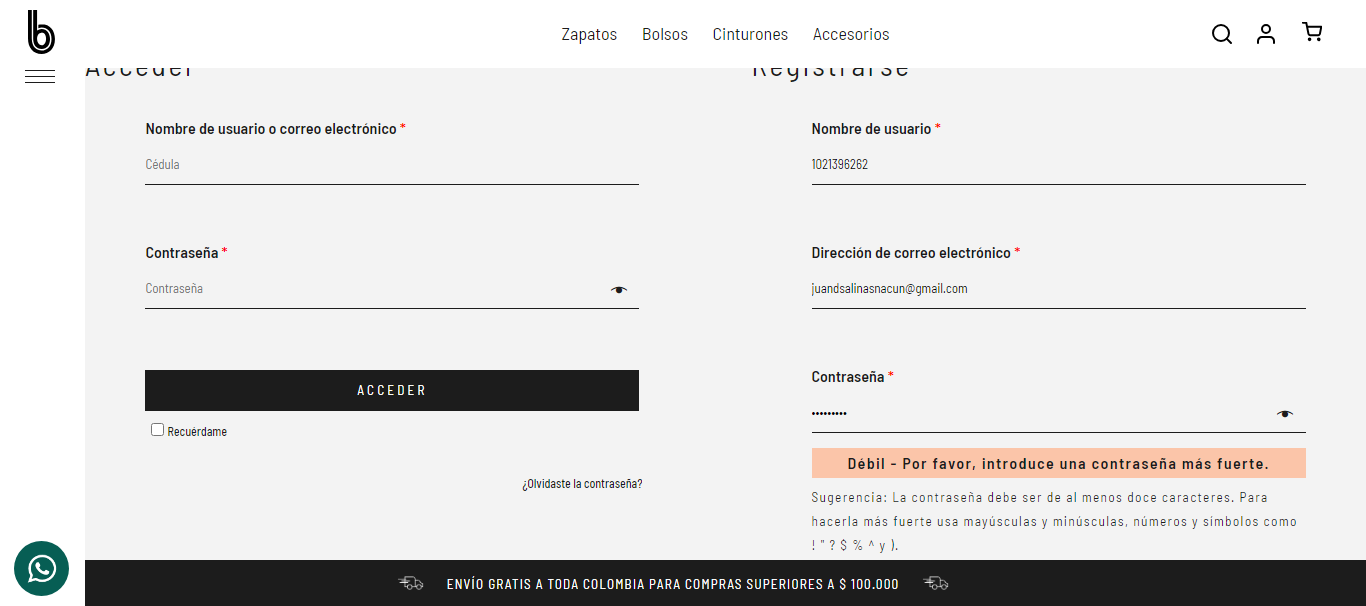 b
Zapatos Bolsos Cinturones Accesorios
Acceder
Registrarse
Nombre de usuario o correo electrónico *
Cédula
Contraseña *
Contraseña
ACCEDER
Recuérdame
¿Olvidaste la contraseña?
Nombre de usuario *
1021396262
Dirección de correo electrónico *
juandsalinasnacun@gmail.com
Contraseña *
•••••••••
Débil - Por favor, introduce una contraseña más fuerte.
Sugerencia: La contraseña debe ser de al menos doce caracteres. Para
hacerla más fuerte usa mayúsculas y minúsculas, números y símbolos como
! " ? $ % ^ y ).
ENVÍO GRATIS A TODA COLOMBIA PARA COMPRAS SUPERIORES A $ 100.000